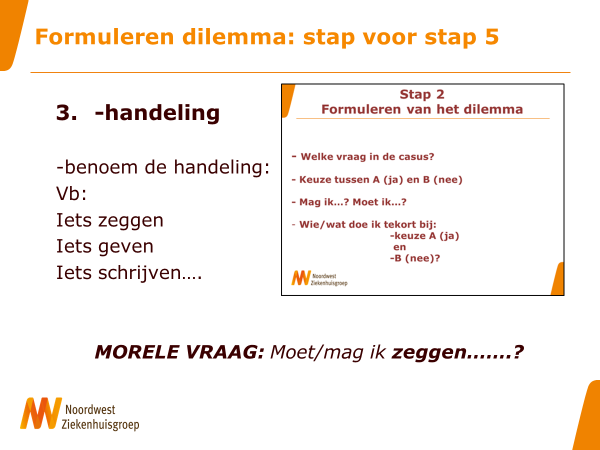 Formuleren dilemma: stap voor stap 5
3. -handeling
-benoem de handeling:
Vb:
Iets zeggen
Iets geven
Iets schrijven….
Stap 2
Formuleren van het dilemma
- Welke vraag in de casus?
- Keuze tussen A (ja) en B (nee)
- Mag ik…? Moet ik…?
- Wie/wat doe ik tekort bij:
-keuze A (ja)
en
-B (nee)?
Noordwest
Ziekenhuisgroep
MORELE VRAAG: Moet/mag ik zeggen…….?
Noordwest
Ziekenhuisgroep